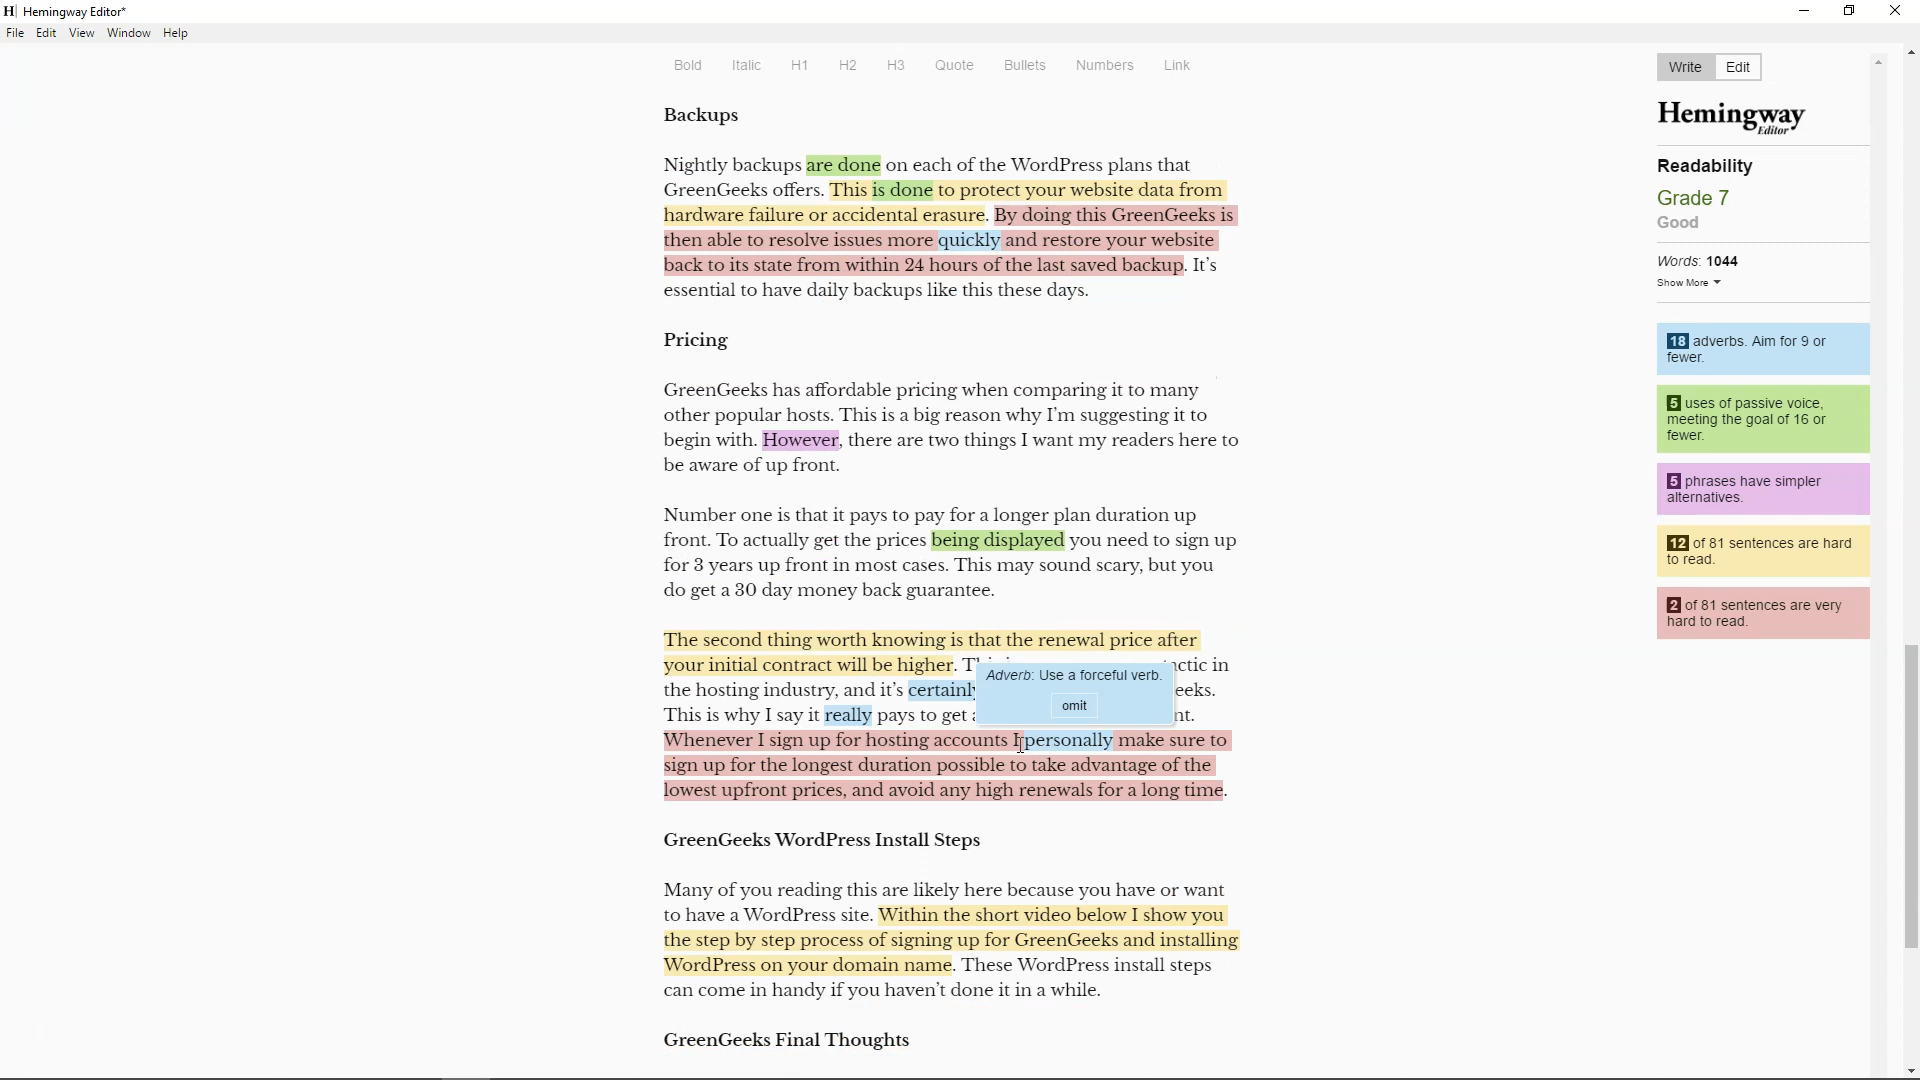 H Hemingway Editor*
File Edit View Window Help
Bold Italic H1 H2 H3 Quote Bullets Numbers Link
Backups
Nightly backups are done on each of the WordPress plans that
GreenGeeks offers. This is done to protect your website data from
hardware failure or accidental erasure. By doing this GreenGeeks is
then able to resolve issues more quickly and restore your website
back to its state from within 24 hours of the last saved backup. It's
essential to have daily backups like this these days.
Pricing
GreenGeeks has affordable pricing when comparing it to many
other popular hosts. This is a big reason why I'm suggesting it to
begin with. However, there are two things I want my readers here to
be aware of up front.
Number one is that it pays to pay for a longer plan duration up
front. To actually get the prices being displayed you need to sign up
for 3 years up front in most cases. This may sound scary, but you
do get a 30 day money back guarantee.
The second thing worth knowing is that the renewal price after
your initial contract will be higher. in
the hosting industry, and it's certainly
This is why I say it really pays to get
Adverb: Use a forceful verb.
omit
Whenever I sign up for hosting accounts I personally make sure to
sign up for the longest duration possible to take advantage of the
lowest upfront prices, and avoid any high renewals for a long time.
GreenGeeks WordPress Install Steps
Many of you reading this are likely here because you have or want
to have a WordPress site. Within the short video below I show you
the step by step process of signing up for GreenGeeks and installing
WordPress on your domain name. These WordPress install steps
can come in handy if you haven't done it in a while.
GreenGeeks Final Thoughts
Write Edit
Hemingway
Editor
Readability
Grade 7
Good
Words: 1044
Show More
18 adverbs. Aim for 9 or
fewer.
5 uses of passive voice,
meeting the goal of 16 or
fewer.
5 phrases have simpler
alternatives.
12 of 81 sentences are hard
to read.
2 of 81 sentences are very
hard to read.